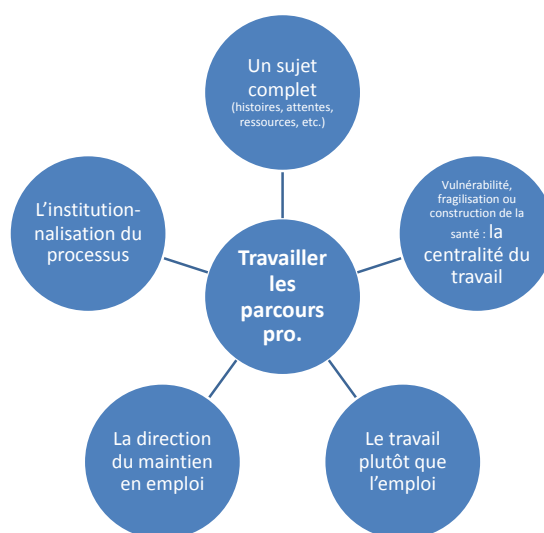 Un sujet
complet
(histoires, attentes,
ressources, etc.)
Vulnérabilité,
fragilisation ou
construction de la
santé : la
centralité du
travail
Le travail
plutôt que
l'emploi
La direction
du maintien
en emploi
L'institution-
nalisation du
processus
Travailler
les
parcours
pro.